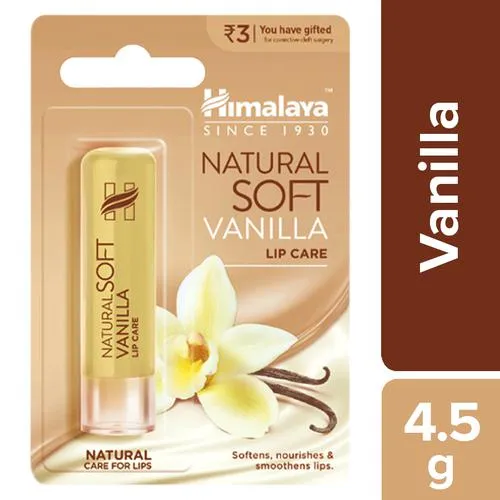 ₹3 | You have gifted
for corrective cleft surgery
Himalaya™
SINCE 1930
NATURAL
SOFT
VANILLA
LIP CARE
NATURAL SOFT
VANILLA
LIP CARE
NATURAL
CARE FOR LIPS
Softens, nourishes &
smoothens lips.
Vanilla
4.5
g